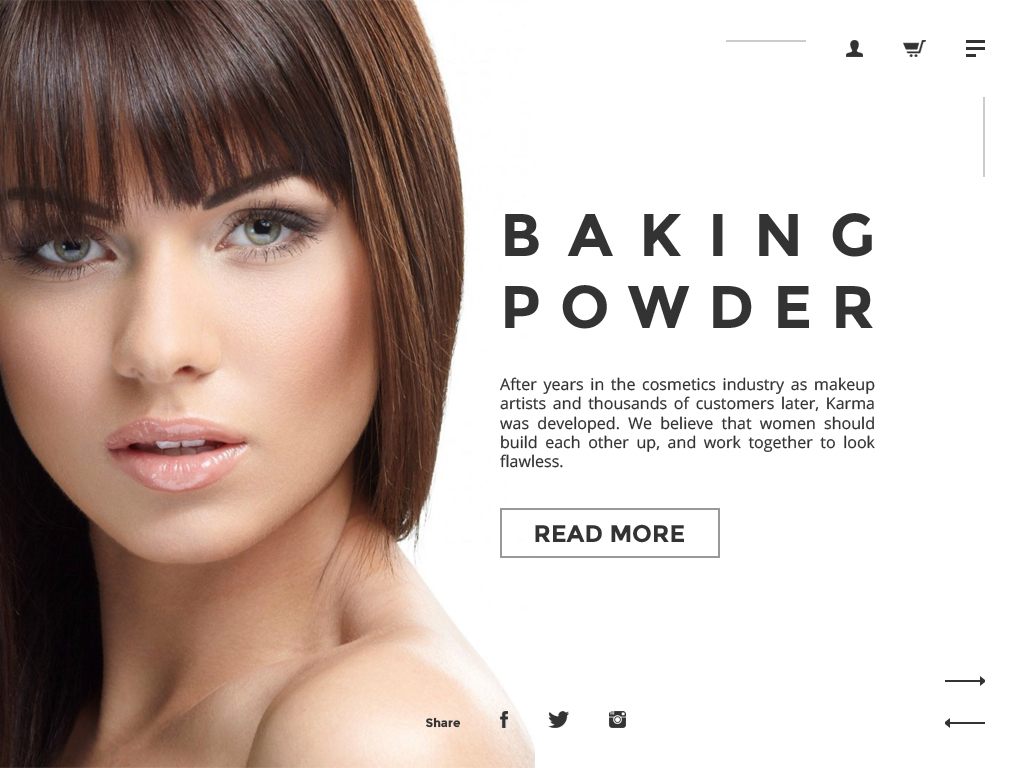 BAKING
POWDER
After years in the cosmetics industry as makeup
artists and thousands of customers later, Karma
was developed. We believe that women should
build each other up, and work together to look
flawless.
READ MORE
Share